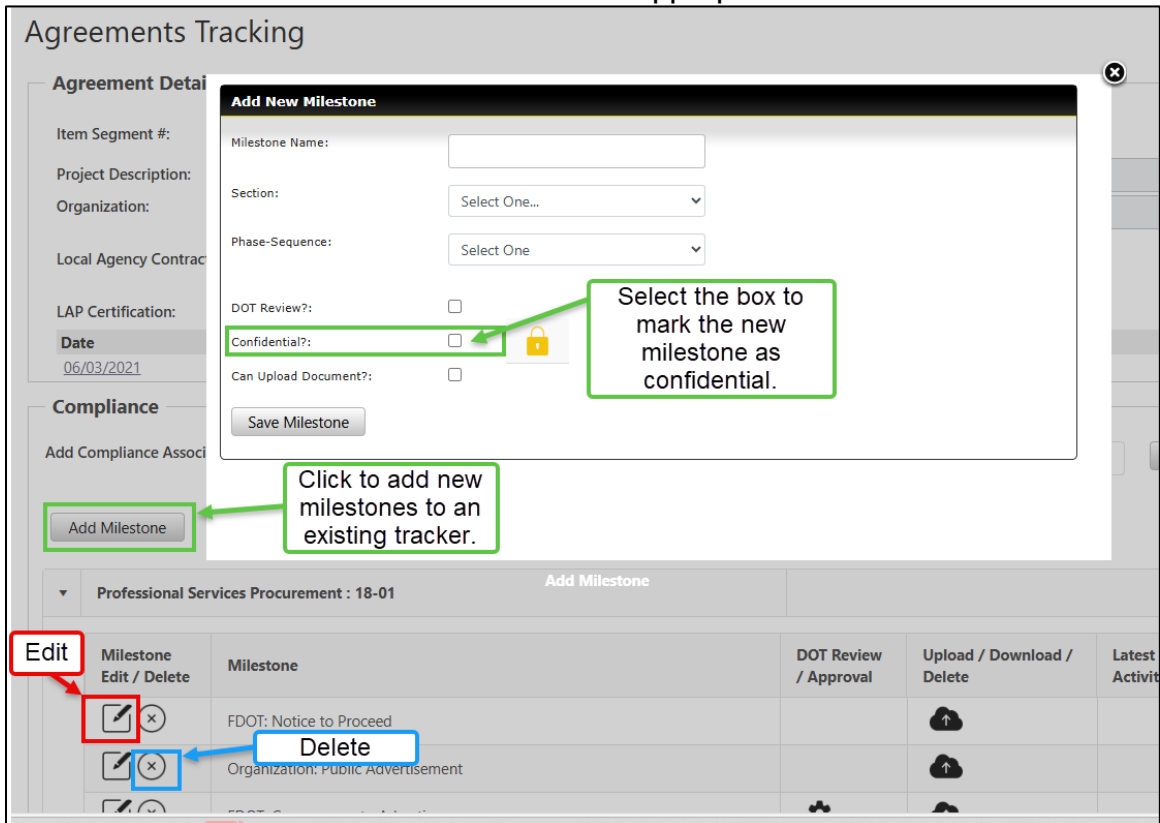 Agreements Tracking
Agreement Detai
Add New Milestone
Item Segment #:
Milestone Name:
Project Description:
Section:
Select One...
Organization:
Phase-Sequence:
Select One
Local Agency Contrac
Select the box to
mark the new
milestone as
confidential.
LAP Certification:
DOT Review?:
Date
Confidential?:
06/03/2021
Can Upload Document?:
Compliance
Save Milestone
Add Compliance Associ
Click to add new
milestones to an
existing tracker.
Add Milestone
Add Milestone
Professional Services Procurement : 18-01
Edit
Milestone
Edit / Delete
Milestone
DOT Review
/ Approval
Upload / Download /
Delete
Latest
Activit
FDOT: Notice to Proceed
Delete
Organization: Public Advertisement